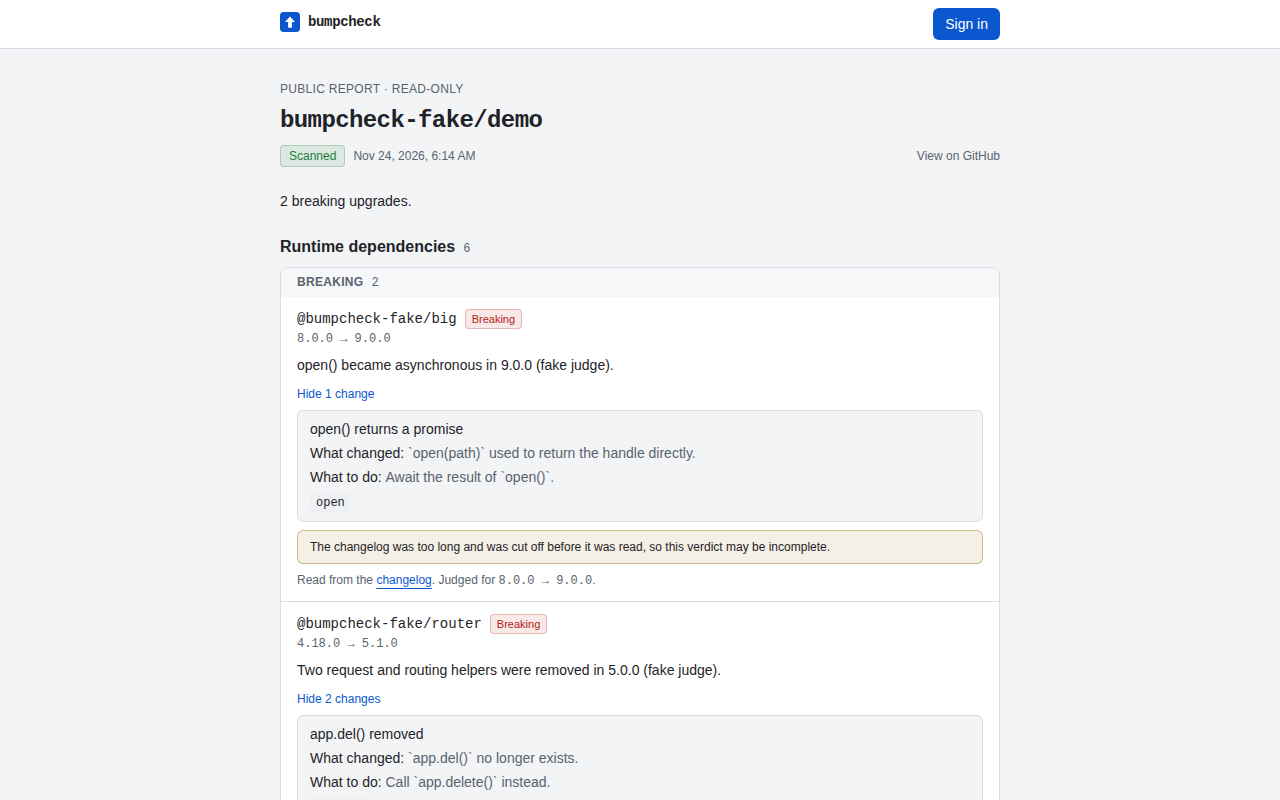 bumpcheck
Sign in
PUBLIC REPORT · READ-ONLY
bumpcheck-fake/demo
Scanned Nov 24, 2026, 6:14 AM View on GitHub
2 breaking upgrades.
Runtime dependencies 6
BREAKING 2
@bumpcheck-fake/big Breaking
8.0.0 → 9.0.0
open() became asynchronous in 9.0.0 (fake judge).
Hide 1 change
open() returns a promise
What changed: `open(path)` used to return the handle directly.
What to do: Await the result of `open()`.
open
The changelog was too long and was cut off before it was read, so this verdict may be incomplete.
Read from the changelog. Judged for 8.0.0 → 9.0.0.
@bumpcheck-fake/router Breaking
4.18.0 → 5.1.0
Two request and routing helpers were removed in 5.0.0 (fake judge).
Hide 2 changes
app.del() removed
What changed: `app.del()` no longer exists.
What to do: Call `app.delete()` instead.